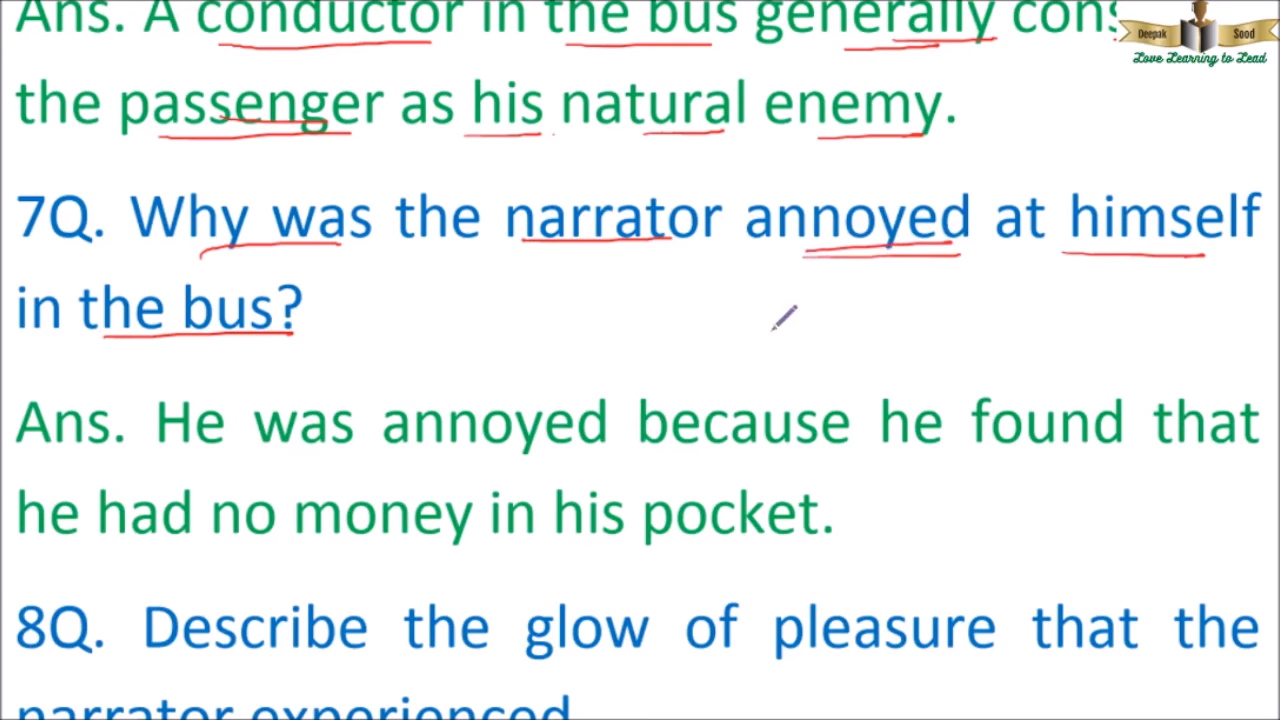 Ans. A conductor in the bus generally
Deepak Sood
Love Learning to Lead
the passenger as his natural enemy.
7Q. Why was the narrator annoyed at himself
in the bus?
Ans. He was annoyed because he found that
he had no money in his pocket.
8Q. Describe the glow of pleasure that the
narrator experienced